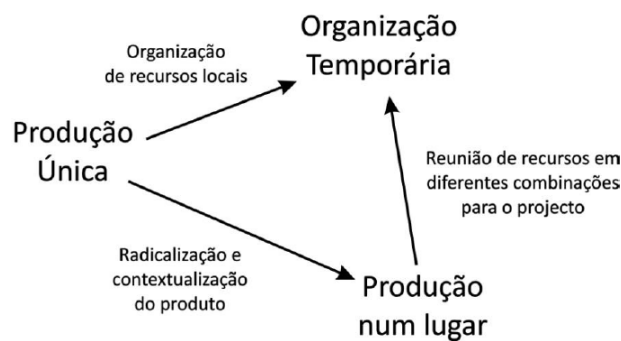 Organização
Temporária
Organização
de recursos locais
Produção
Única
Reunião de recursos em
diferentes combinações
para o projecto
Radicalização e
contextualização
do produto
Produção
num lugar